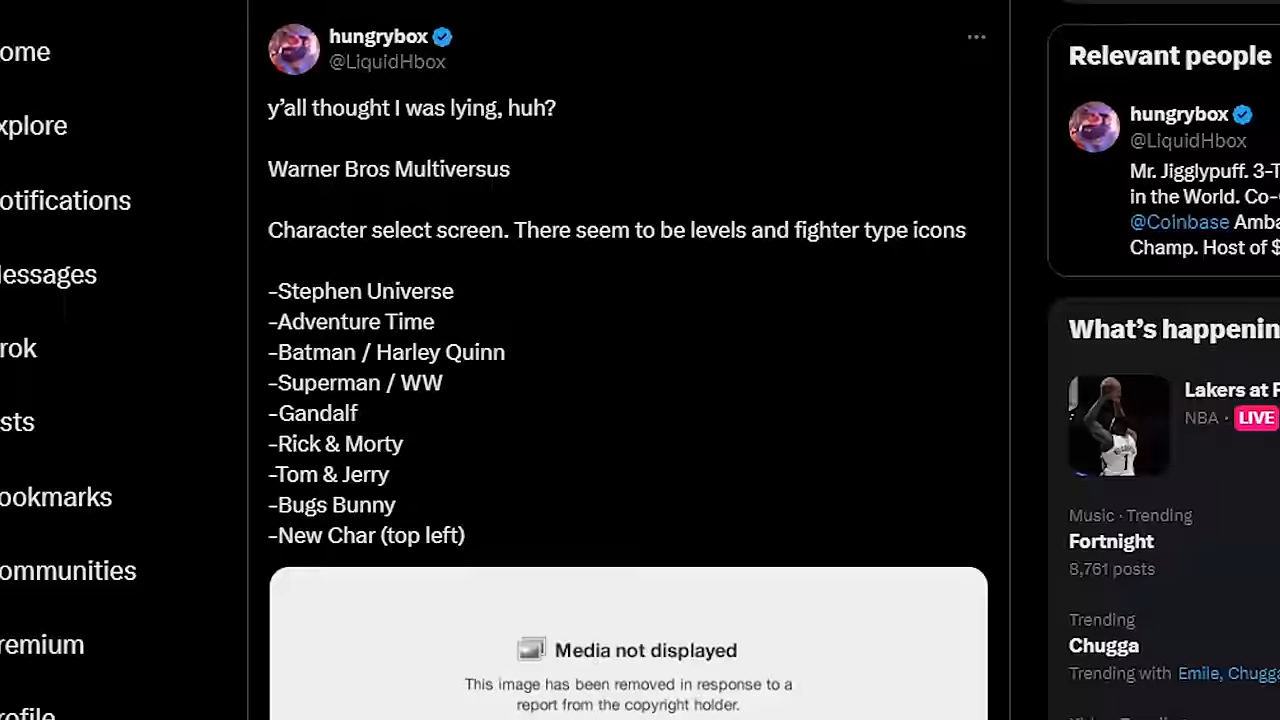 ome
xplore
otifications
essages
rok
sts
ookmarks
ommunities
remium
rofile
hungrybox
@LiquidHbox
y'all thought I was lying, huh?
Warner Bros Multiversus
Character select screen. There seem to be levels and fighter type icons
-Stephen Universe
-Adventure Time
-Batman / Harley Quinn
-Superman / WW
-Gandalf
-Rick & Morty
-Tom & Jerry
-Bugs Bunny
-New Char (top left)
Media not displayed
This image has been removed in response to a
report from the copyright holder.
Relevant people
hungrybox
@LiquidHbox
Mr. Jigglypuff. 3-T
in the World. Co-
@Coinbase Amba
Champ. Host of $
What's happenin
Lakers at
NBA · LIVE
1
Music · Trending
Fortnight
8,761 posts
Trending
Chugga
Trending with Emile, Chugga